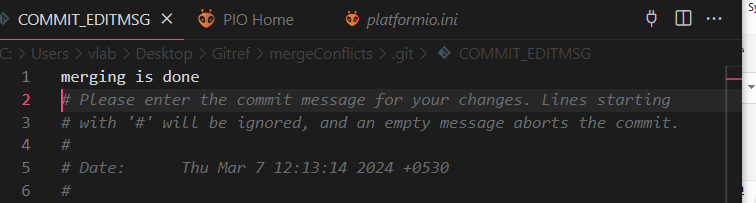 COMMIT_EDITMSG PIO Home platformio.ini
C: > Users > vlab > Desktop > Gitref > mergeConflicts > .git > COMMIT_EDITMSG
1 merging is done
2 # Please enter the commit message for your changes. Lines starting
3 # with '#' will be ignored, and an empty message aborts the commit.
4 #
5 # Date:      Thu Mar 7 12:13:14 2024 +0530
6 #